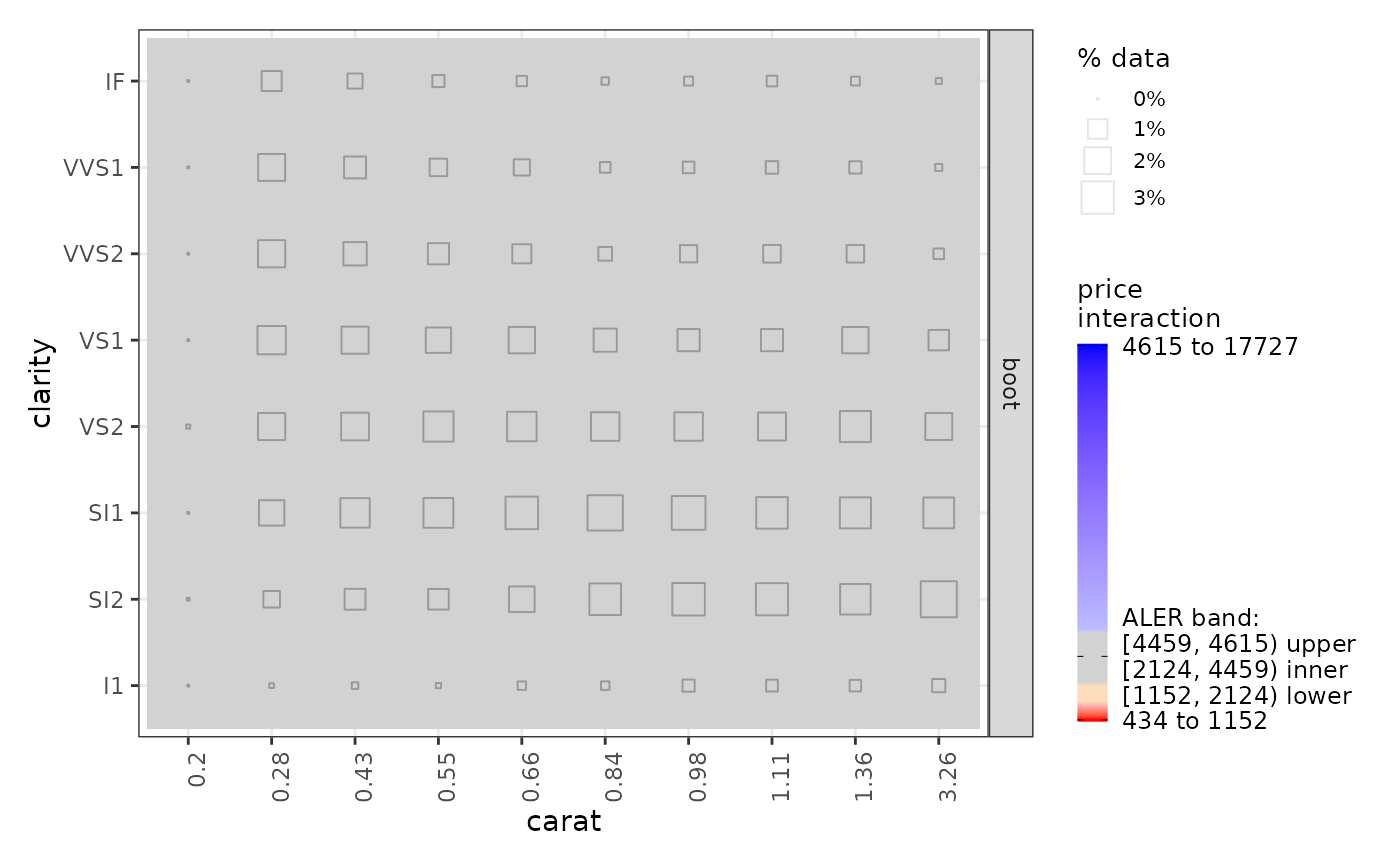 clarity
IF
VVS1
VVS2
VS1
VS2
SI1
SI2
I1
0.2
0.28
0.43
0.55
0.66
0.84
0.98
1.11
1.36
3.26
carat
boot
% data
0%
1%
2%
3%
price
interaction
4615 to 17727
ALER band:
[4459, 4615) upper
[2124, 4459) inner
[1152, 2124) lower
434 to 1152